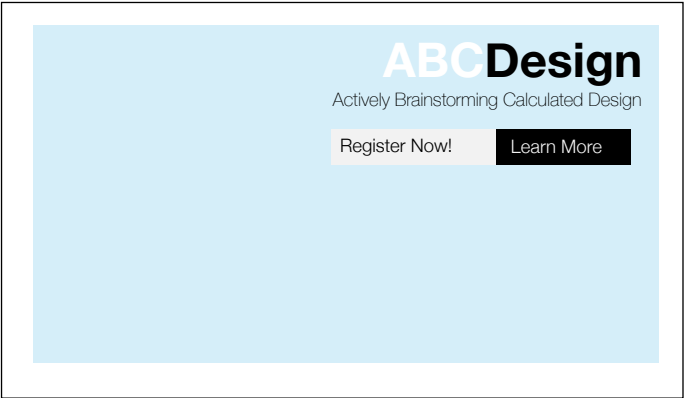 ABCDesign
Actively Brainstorming Calculated Design
Register Now! Learn More